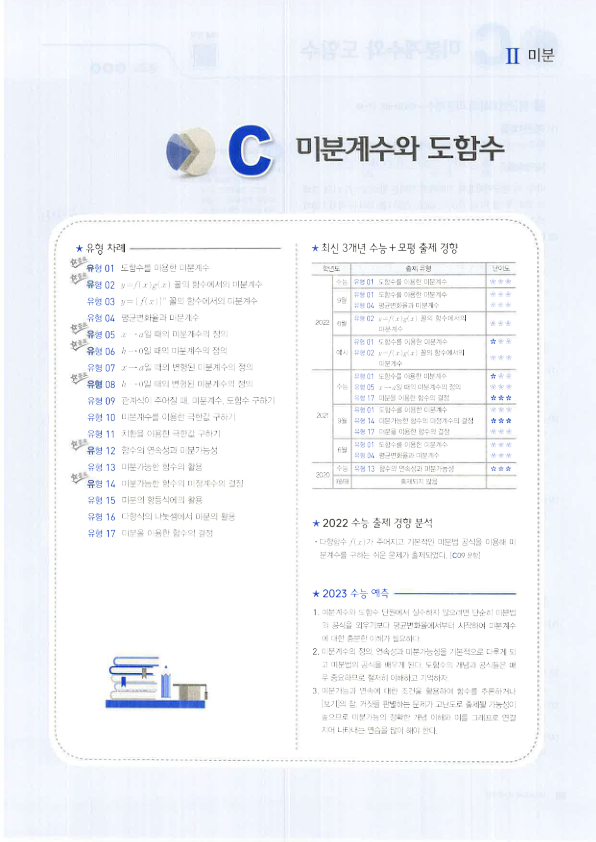 II 미분
C 미분계수와 도함수
★ 유형 차례
유형 01 도함수를 이용한 미분계수
유형 02 y=f(x)g(x) 꼴의 함수에서의 미분계수
유형 03 y={f(x)}ⁿ 꼴의 함수에서의 미분계수
유형 04 평균변화율과 미분계수
유형 05 x→a일 때의 미분계수의 정의
유형 06 h→0일 때의 미분계수의 정의
유형 07 x→a일 때의 변형된 미분계수의 정의
유형 08 h→0일 때의 변형된 미분계수의 정의
유형 09 관계식이 주어질 때, 미분계수, 도함수 구하기
유형 10 미분계수를 이용한 극한값 구하기
유형 11 치환을 이용한 극한값 구하기
유형 12 함수의 연속성과 미분가능성
유형 13 미분가능한 함수의 활용
유형 14 미분가능한 함수의 미정계수의 결정
유형 15 미분의 항등식에의 활용
유형 16 다항식의 나눗셈에서 미분의 활용
유형 17 미분을 이용한 함수의 결정
★ 최신 3개년 수능+모평 출제 경향
학년도 출제 유형 난이도
2022 수능 유형 01 도함수를 이용한 미분계수 ★★★
9월 유형 01 도함수를 이용한 미분계수 ★★★
유형 04 평균변화율과 미분계수 ★★★
6월 유형 02 y=f(x)g(x) 꼴의 함수에서의
미분계수 ★★★
예시 유형 01 도함수를 이용한 미분계수 ★★★
유형 02 y=f(x)g(x) 꼴의 함수에서의
미분계수 ★★★
2021 수능 유형 01 도함수를 이용한 미분계수 ★★★
유형 05 x→a일 때의 미분계수의 정의 ★★★
유형 17 미분을 이용한 함수의 결정 ★★★
9월 유형 01 도함수를 이용한 미분계수 ★★★
유형 14 미분가능한 함수의 미정계수의 결정 ★★★
유형 17 미분을 이용한 함수의 결정 ★★★
6월 유형 01 도함수를 이용한 미분계수 ★★★
유형 04 평균변화율과 미분계수 ★★★
2020 수능 유형 13 함수의 연속성과 미분가능성 ★★★
출제되지 않음
★ 2022 수능 출제 경향 분석
• 다항함수 f(x)가 주어지고 기본적인 미분법 공식을 이용해 미
분계수를 구하는 쉬운 문제가 출제되었다. [C09 문항]
★ 2023 수능 예측
1. 미분계수와 도함수 단원에서 실수하지 않으려면 단순히 미분법
의 공식을 외우기보다 평균변화율에서부터 시작하여 미분계수
에 대한 충분한 이해가 필요하다.
2. 미분계수의 정의, 연속성과 미분가능성을 기본적으로 다루게 되
고 미분법의 공식을 배우게 된다. 도함수의 개념과 공식들은 매
우 중요하므로 철저히 이해하고 기억하자.
3. 미분가능과 연속에 대한 조건을 활용하여 함수를 추론하거나
[보기]의 참, 거짓을 판별하는 문제가 고난도로 출제될 가능성이
높으므로 미분가능의 정확한 개념 이해와 이를 그래프로 연결
지어 나타내는 연습을 많이 해야 한다.